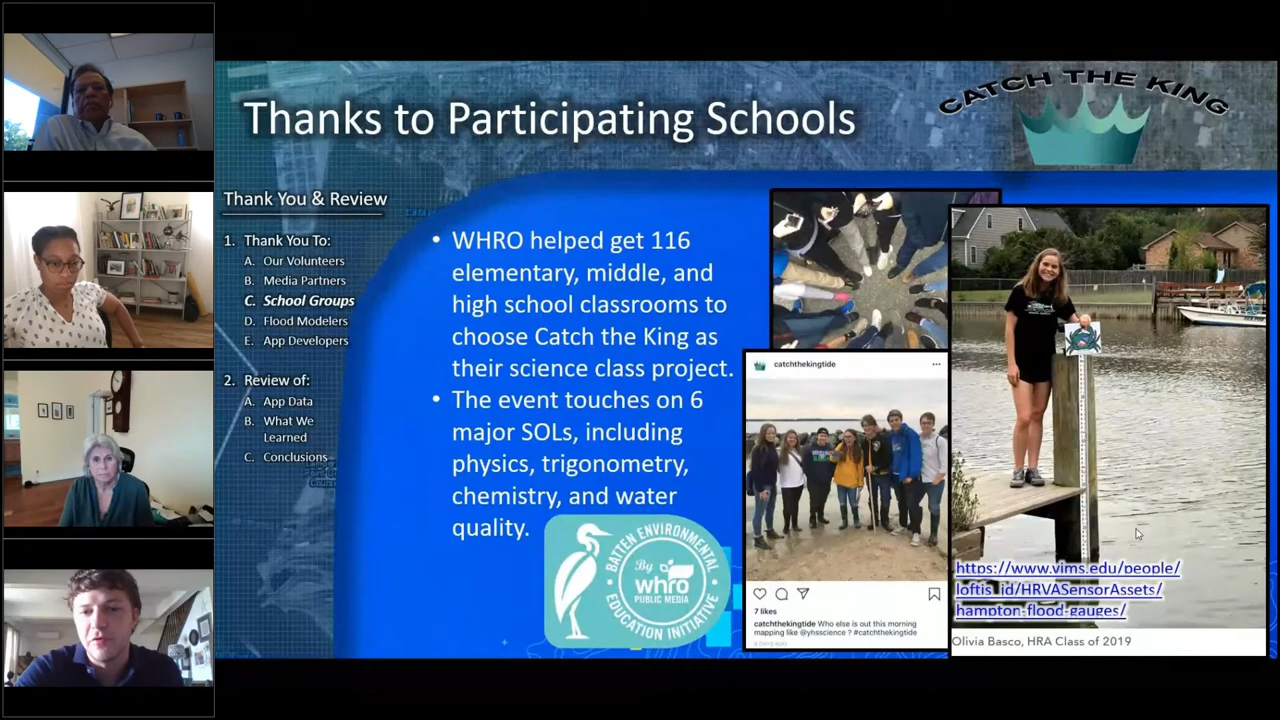 CATCH THE KING
Thanks to Participating Schools
Thank You & Review
1. Thank You To:
A. Our Volunteers
B. Media Partners
C. School Groups
D. Flood Modelers
E. App Developers
2. Review of:
A. App Data
B. What We
Learned
C. Conclusions
• WHRO helped get 116
elementary, middle, and
high school classrooms to
choose Catch the King as
their science class project.
• The event touches on 6
major SOLs, including
physics, trigonometry,
chemistry, and water
quality.
BATTEN ENVIRONMENTAL
EDUCATION INITIATIVE
By
whro
PUBLIC MEDIA
catchthekingtide
7 likes
catchthekingtide Who else is out this morning
mapping like @yhsscience ? #catchthekingtide
https://www.vims.edu/people/
loftis_id/HRVASensorAssets/
hampton-flood-gauges/
Olivia Basco, HRA Class of 2019